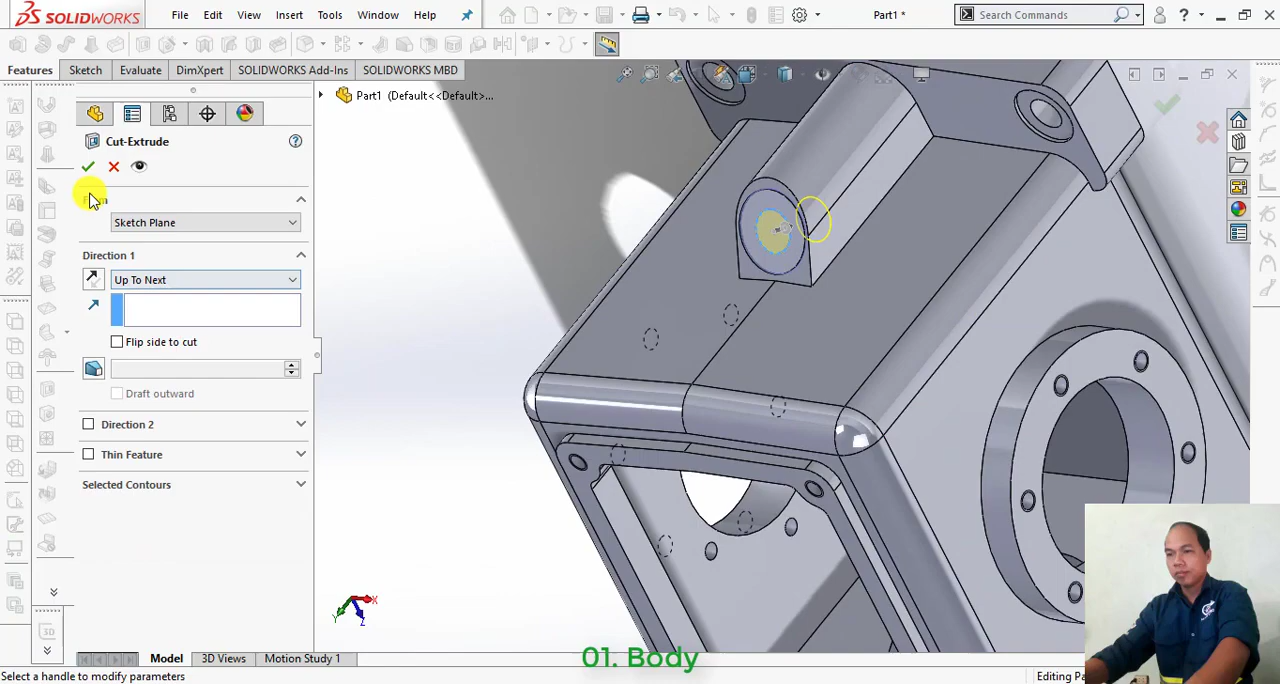 SOLIDWORKS
File Edit View Insert Tools Window Help
Part1 *
Search Commands
?
Features Sketch Evaluate DimXpert SOLIDWORKS Add-Ins SOLIDWORKS MBD
Part1 (Default<<Default>...
Cut-Extrude
Sketch Plane
Direction 1
Up To Next
Flip side to cut
Draft outward
Direction 2
Thin Feature
Selected Contours
X
Y
Z
3D
Model 3D Views Motion Study 1
01. Body
Select a handle to modify parameters
Editing Pa